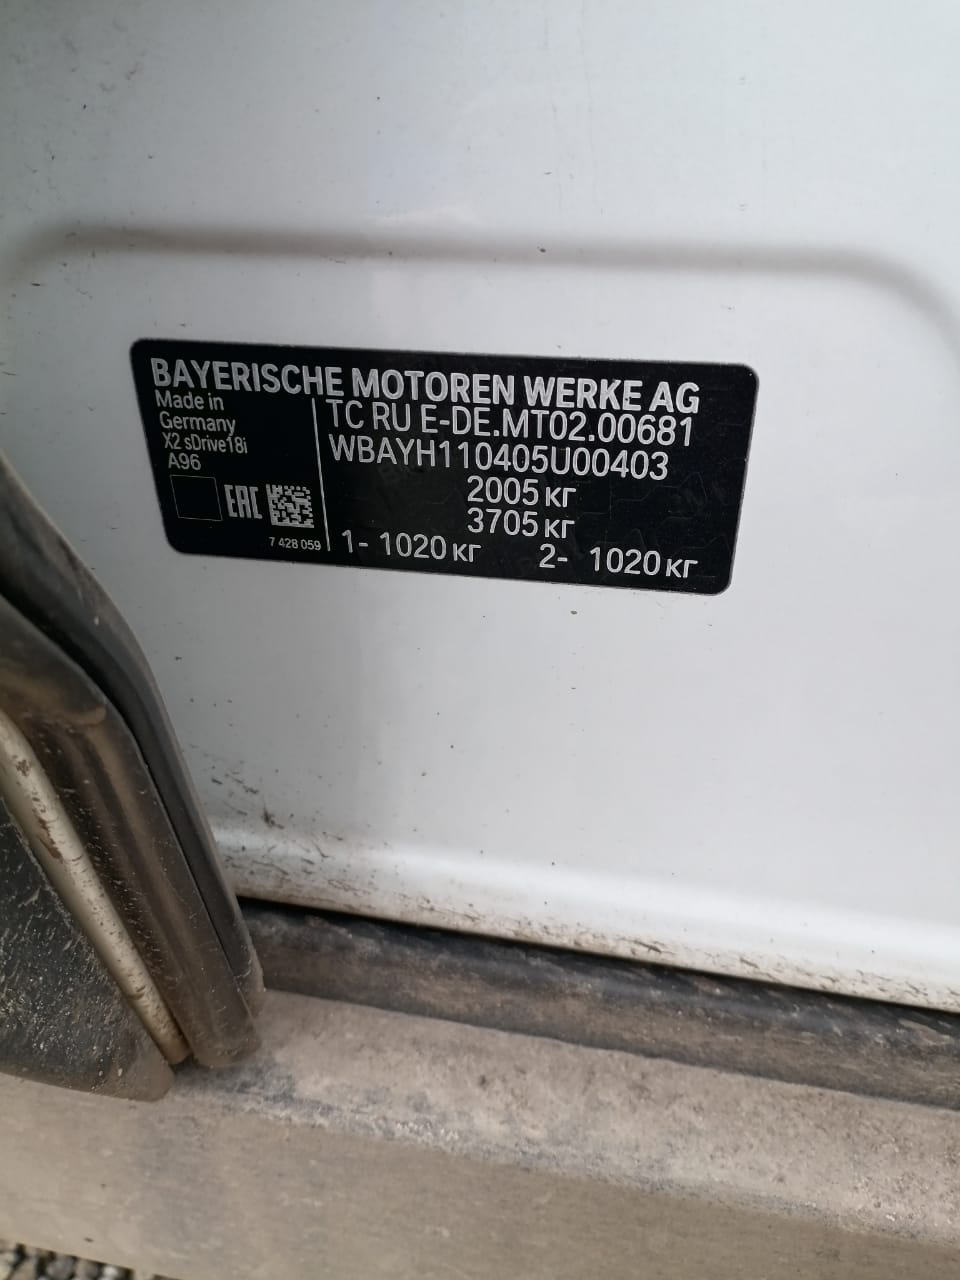 BAYERISCHE MOTOREN WERKE AG
Made in
Germany
X2 sDrive18i
A96
EAC
7 428 059
TC RU E-DE.MT02.00681
WBAYH110405U00403
2005 кг
3705 кг
1- 1020 кг 2- 1020 кг